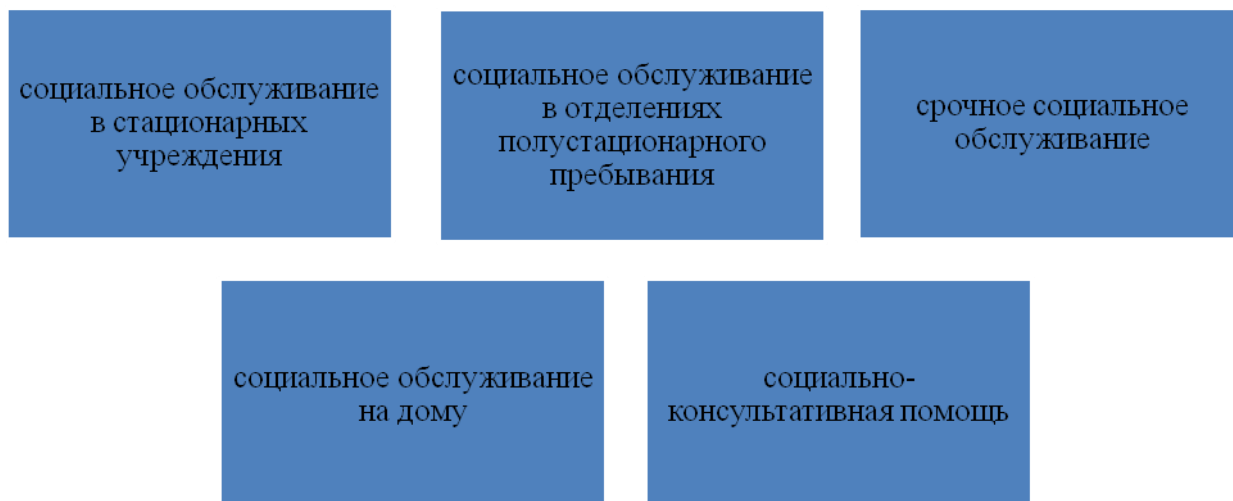 социальное обслуживание
в стационарных
учреждения
социальное обслуживание
в отделениях
полустационарного
пребывания
срочное социальное
обслуживание
социальное обслуживание
на дому
социально-
консультативная помощь